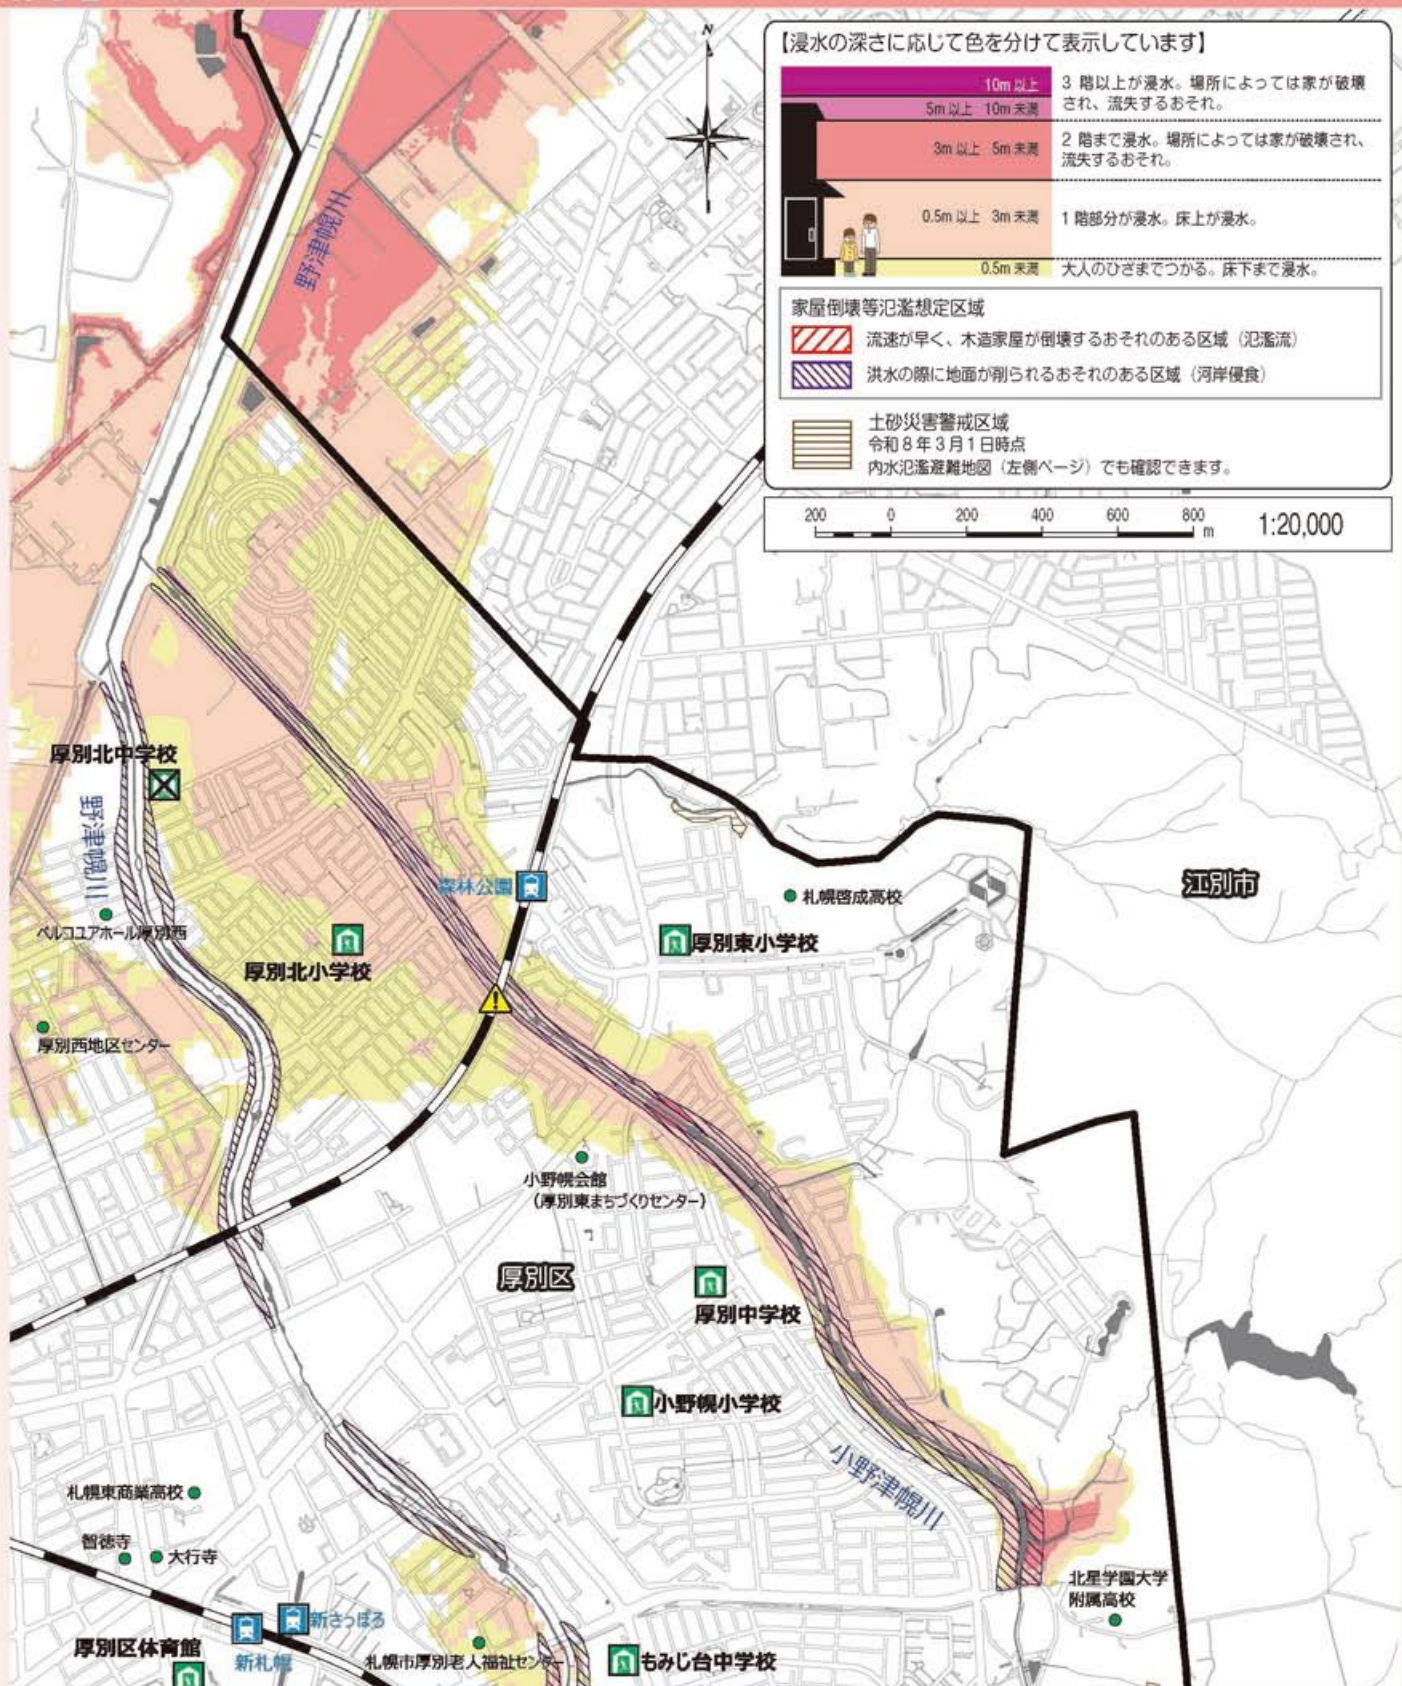 【浸水の深さに応じて色を分けて表示しています】
10m 以上
3 階以上が浸水。場所によっては家が破壊
され、流失するおそれ。
5m 以上 10m 未満
3m 以上 5m 未満
2 階まで浸水。場所によっては家が破壊され、
流失するおそれ。
0.5m 以上 3m 未満
1 階部分が浸水。床上が浸水。
0.5m 未満
大人のひざまでつかる。床下まで浸水。
家屋倒壊等氾濫想定区域
流速が早く、木造家屋が倒壊するおそれのある区域（氾濫流）
洪水の際に地面が削られるおそれのある区域（河岸侵食）
土砂災害警戒区域
令和８年３月１日時点
内水氾濫避難地図（左側ページ）でも確認できます。
200 0 200 400 600 800 m
1:20,000
N
野津幌川
厚別北中学校
野津幌川
森林公園
札幌啓成高校
江別市
ベルコユアホール厚別西
厚別東小学校
厚別北小学校
厚別西地区センター
小野幌会館
（厚別東まちづくりセンター）
厚別区
厚別中学校
小野幌小学校
小野津幌川
札幌東商業高校
智徳寺
大行寺
北星学園大学
附属高校
新さっぽろ
厚別区体育館
新札幌
札幌市厚別老人福祉センター
もみじ台中学校